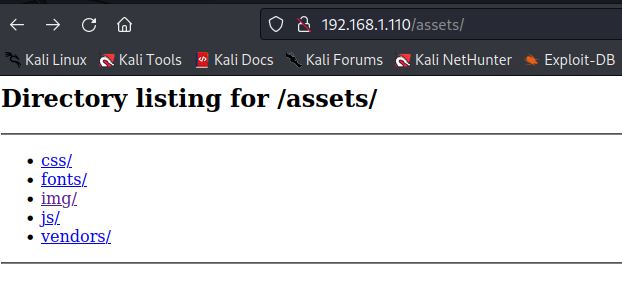 192.168.1.110/assets/
Kali Linux Kali Tools Kali Docs Kali Forums Kali NetHunter Exploit-DB
Directory listing for /assets/
css/
fonts/
img/
js/
vendors/